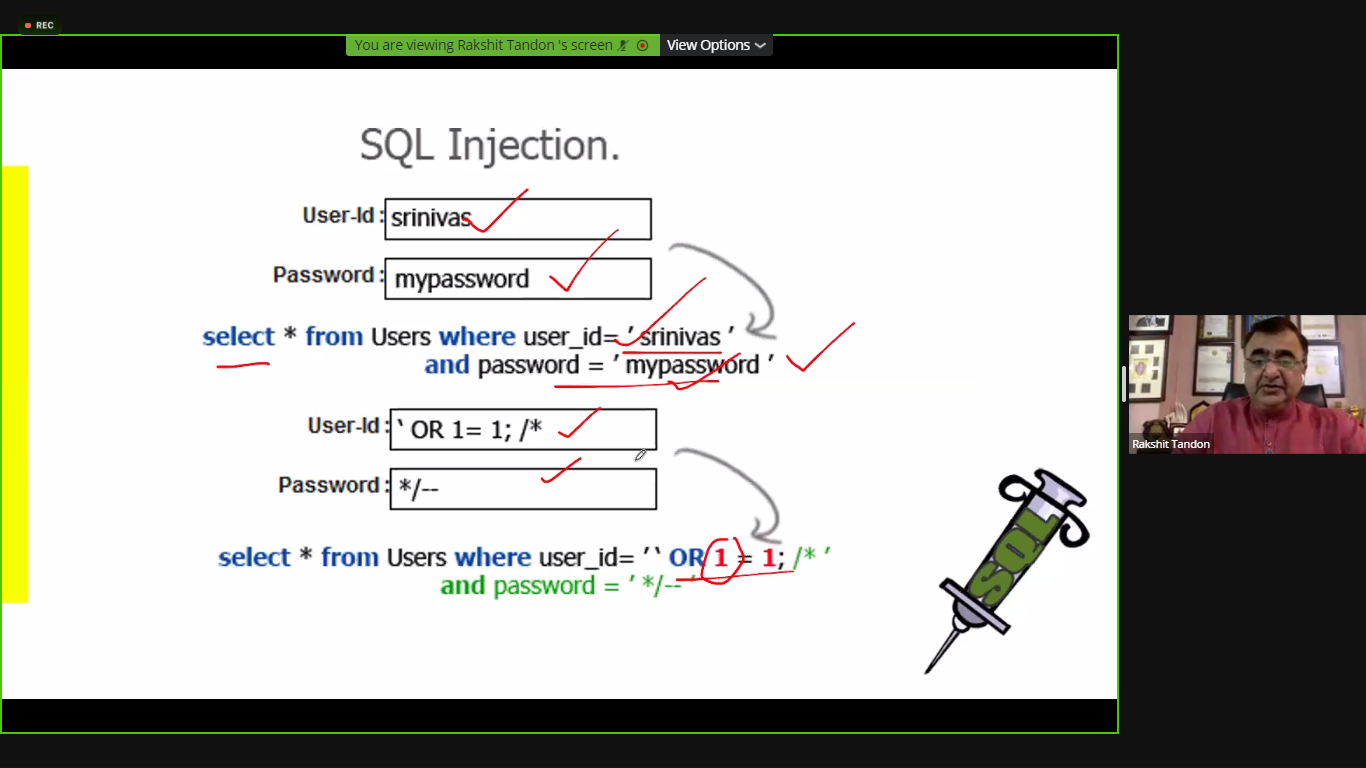 REC
You are viewing Rakshit Tandon 's screen View Options
SQL Injection.
User-Id : srinivas
Password : mypassword
select * from Users where user_id= ' srinivas '
and password = ' mypassword '
User-Id : ` OR 1= 1; /*
Password : */--
select * from Users where user_id= ' ` OR 1 = 1; /* '
and password = ' */-- '
SQL
Rakshit Tandon